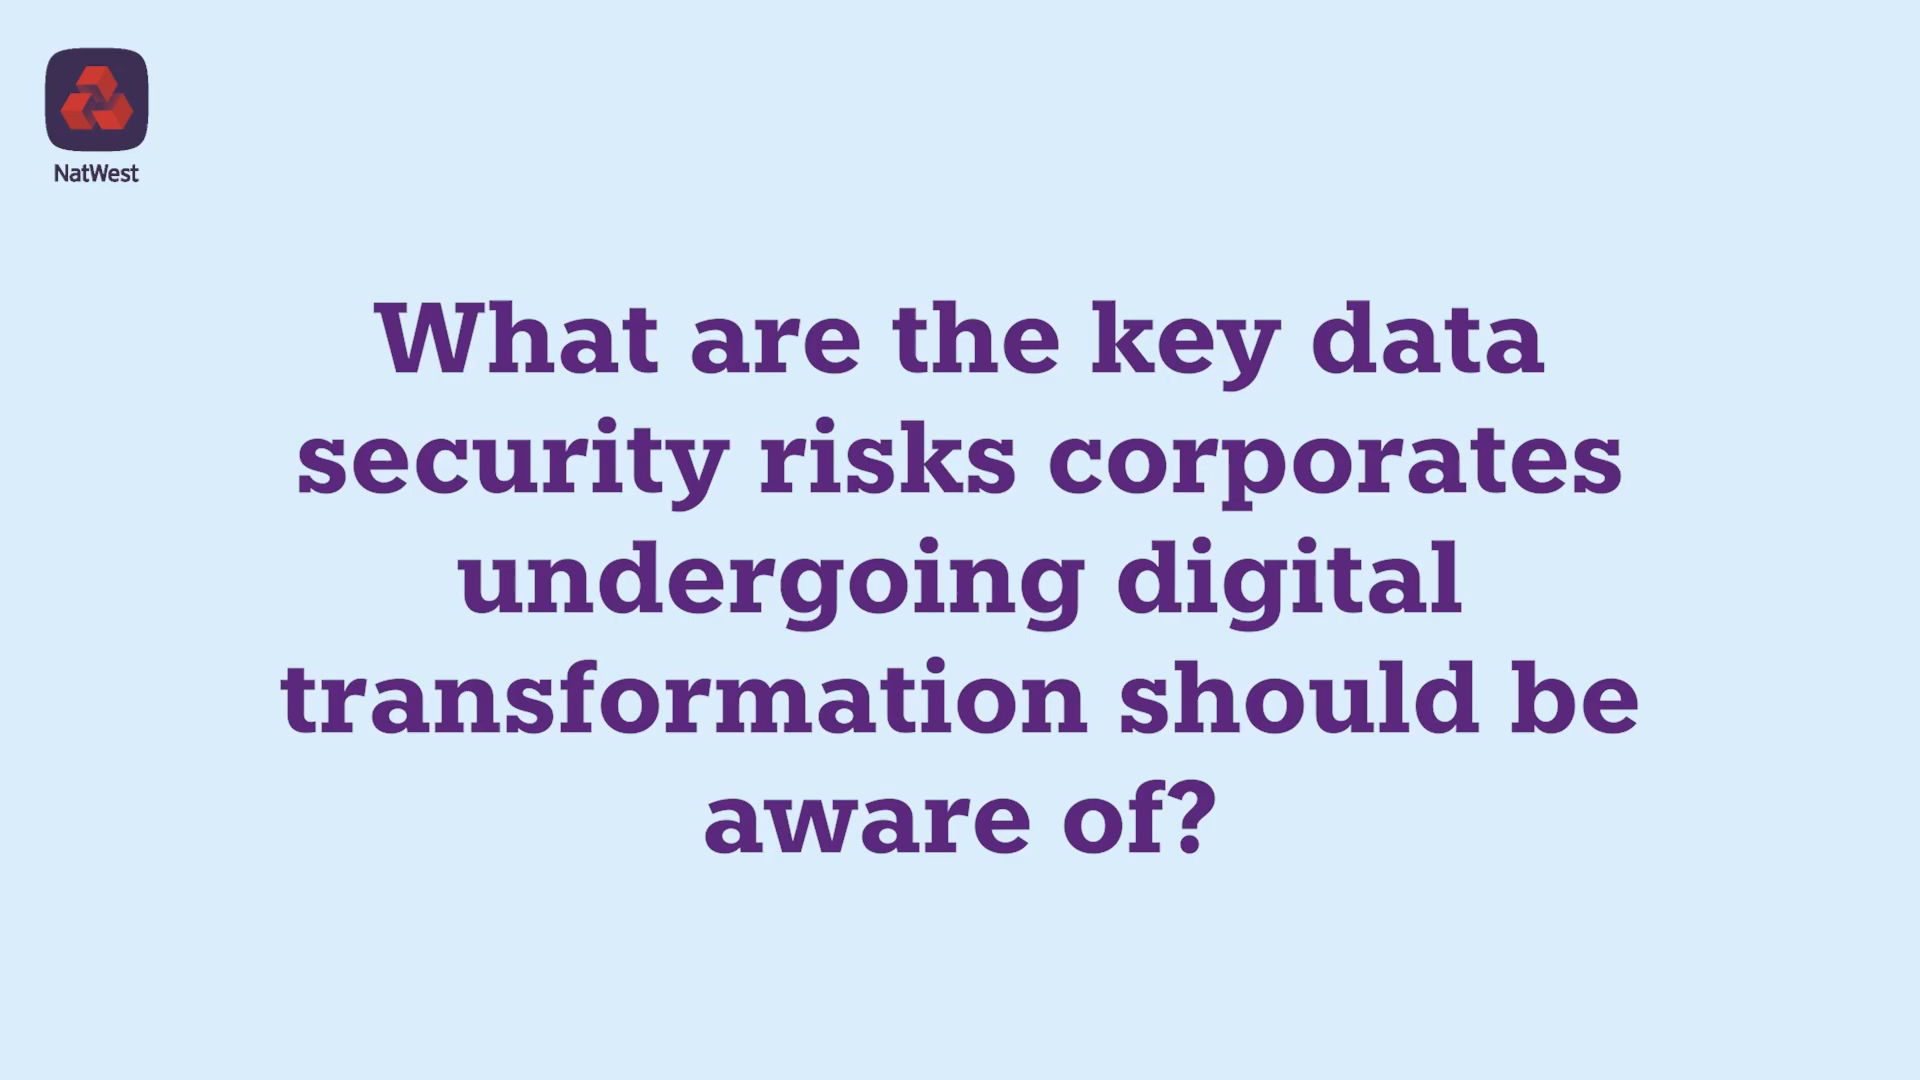 NatWest
What are the key data
security risks corporates
undergoing digital
transformation should be
aware of?